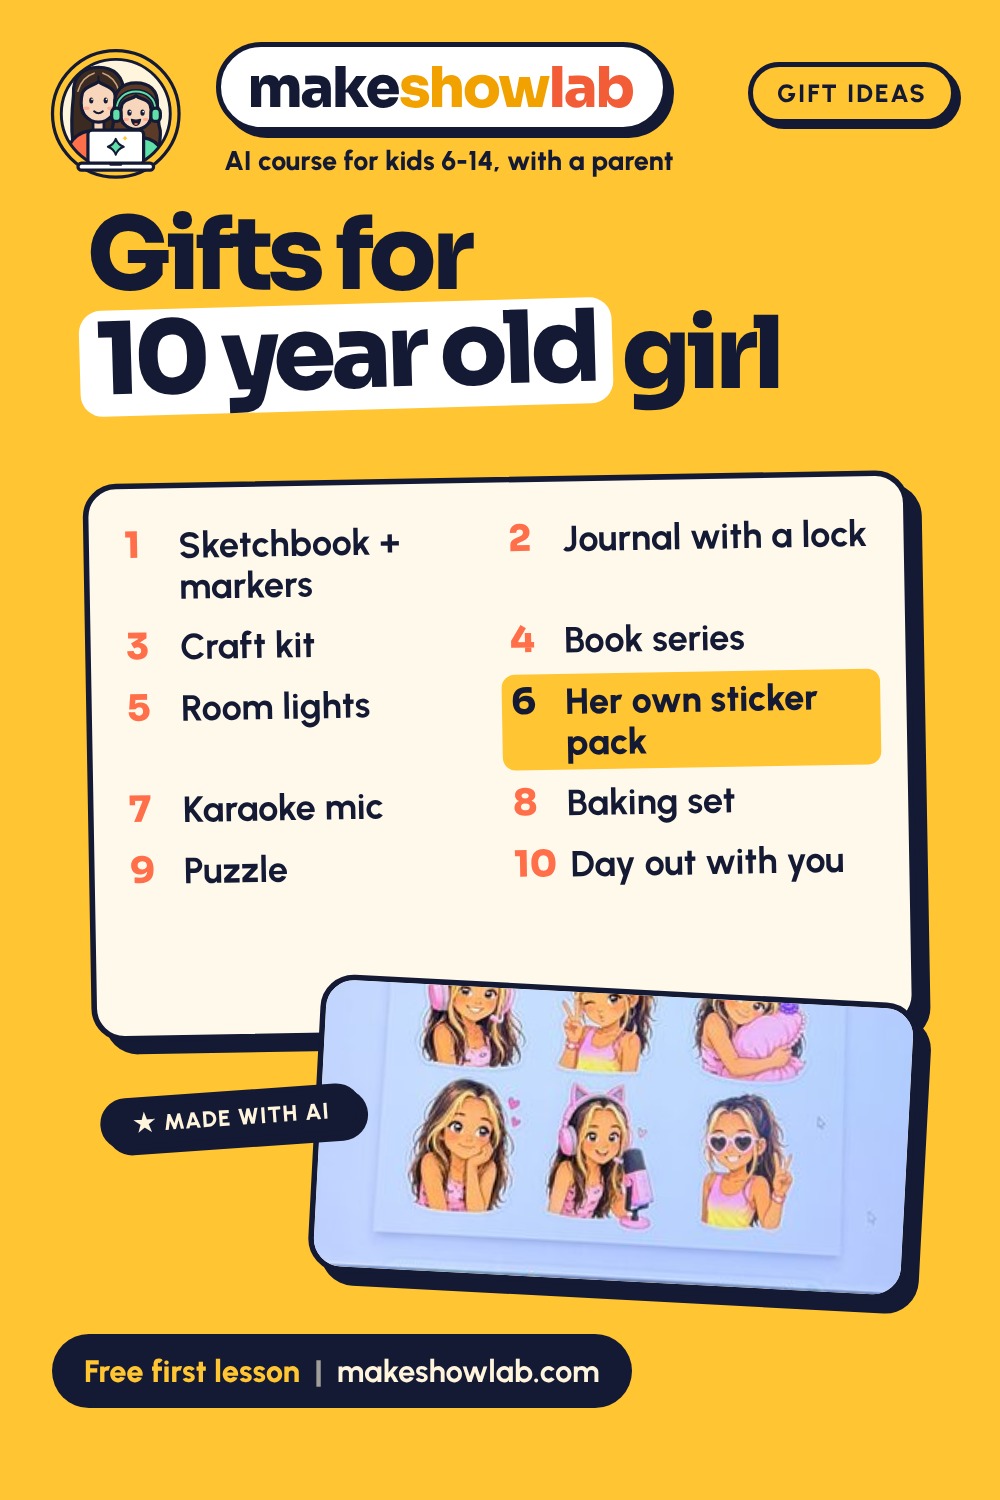 makeshowlab
AI course for kids 6-14, with a parent
GIFT IDEAS
Gifts for
10 year old girl
1 Sketchbook +
markers
2 Journal with a lock
3 Craft kit
4 Book series
5 Room lights
6 Her own sticker
pack
7 Karaoke mic
8 Baking set
9 Puzzle
10 Day out with you
★ MADE WITH AI
Free first lesson | makeshowlab.com